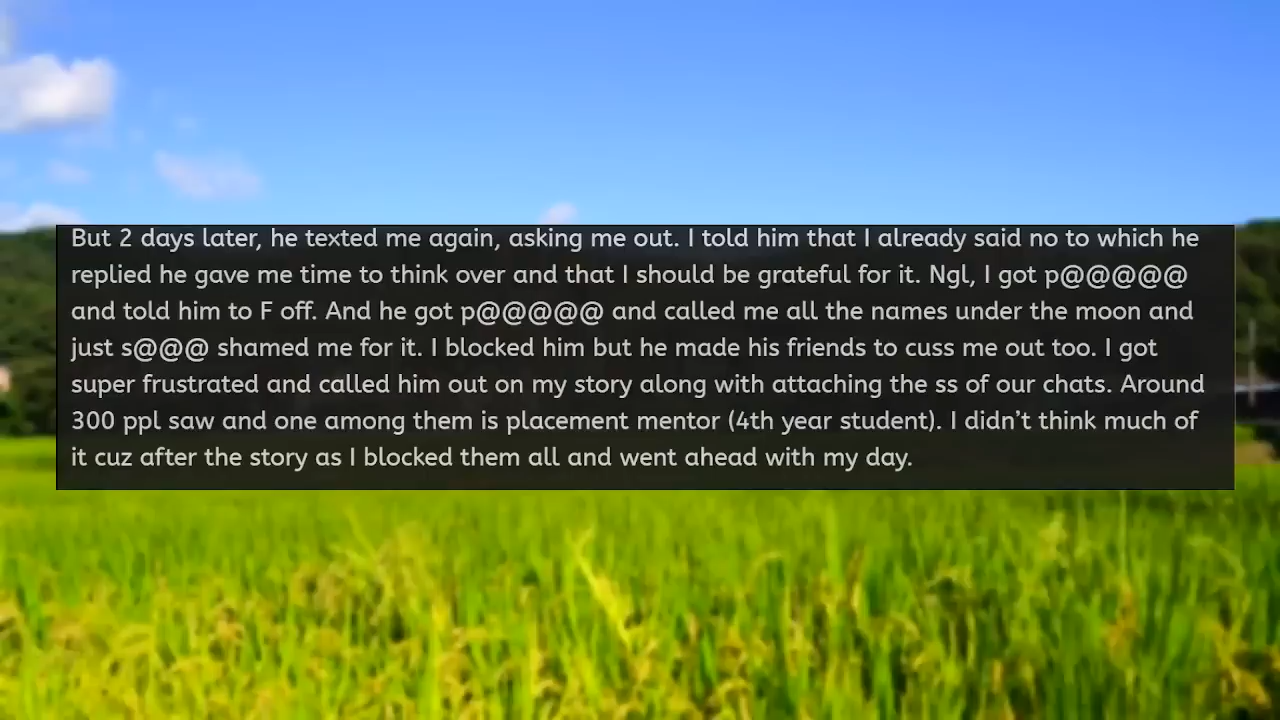 But 2 days later, he texted me again, asking me out. I told him that I already said no to which he
replied he gave me time to think over and that I should be grateful for it. Ngl, I got p@@@@@
and told him to F off. And he got p@@@@@ and called me all the names under the moon and
just s@@@ shamed me for it. I blocked him but he made his friends to cuss me out too. I got
super frustrated and called him out on my story along with attaching the ss of our chats. Around
300 ppl saw and one among them is placement mentor (4th year student). I didn’t think much of
it cuz after the story as I blocked them all and went ahead with my day.